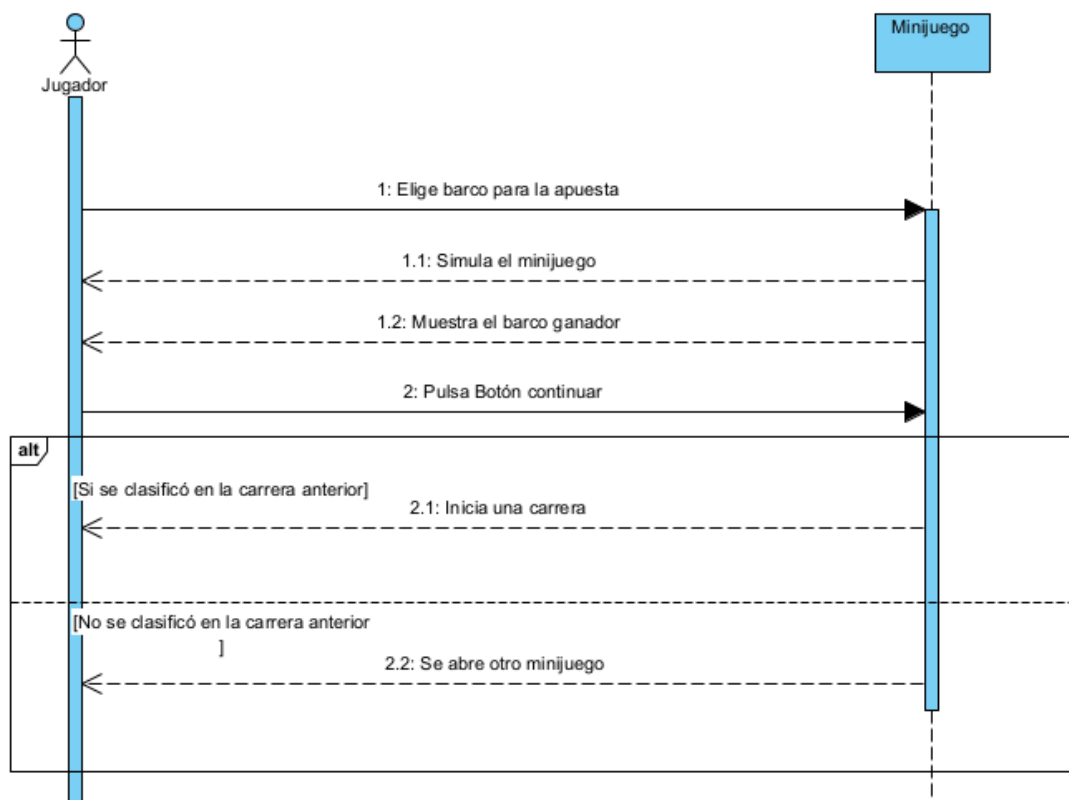 Minijuego
Jugador
1: Elige barco para la apuesta
1.1: Simula el minijuego
1.2: Muestra el barco ganador
2: Pulsa Botón continuar
alt
[Si se clasificó en la carrera anterior]
2.1: Inicia una carrera
[No se clasificó en la carrera anterior
]
2.2: Se abre otro minijuego